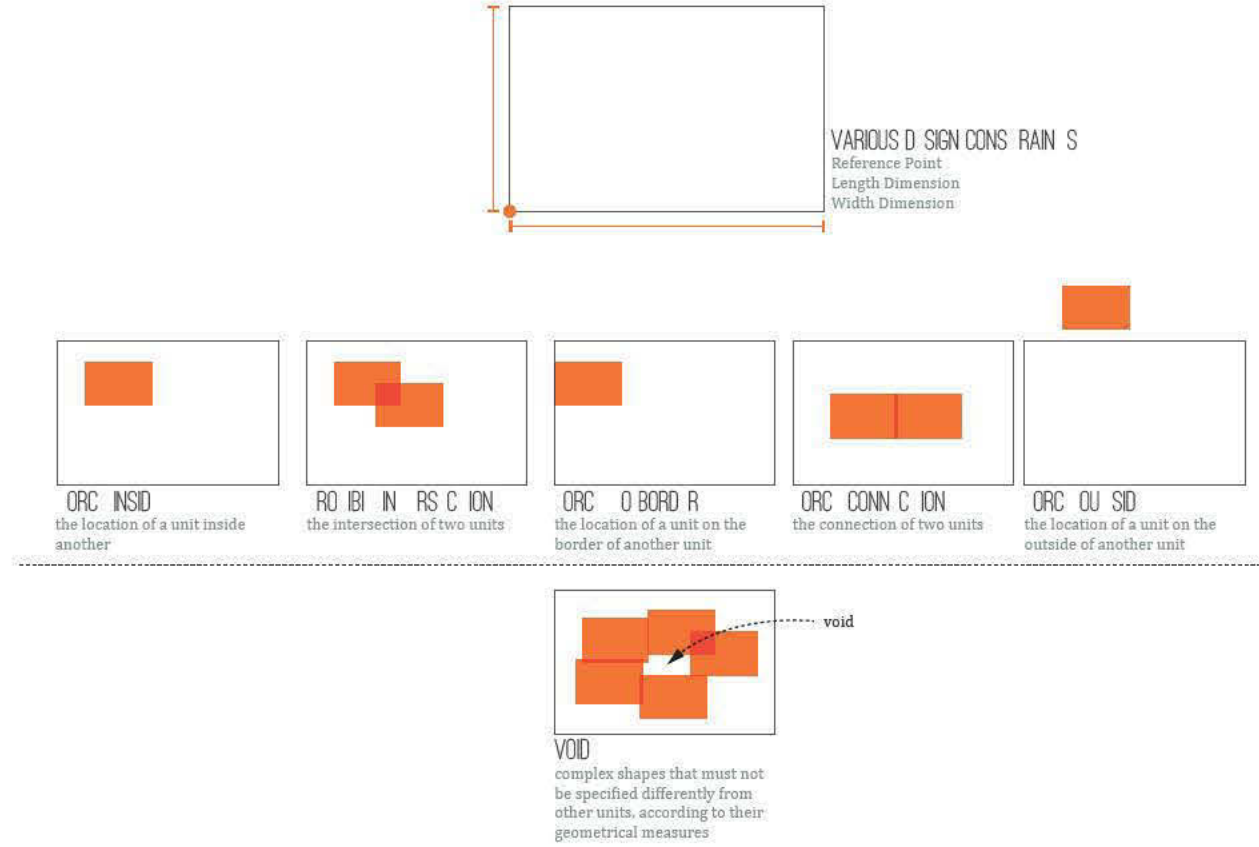 VARIOUS D SIGN CONS RAIN S
Reference Point
Length Dimension
Width Dimension
ORC INSID
the location of a unit inside
another
RO IBI IN RS C ION
the intersection of two units
ORC O BORD R
the location of a unit on the
border of another unit
ORC CONN C ION
the connection of two units
ORC OU SID
the location of a unit on the
outside of another unit
void
VOID
complex shapes that must not
be specified differently from
other units, according to their
geometrical measures